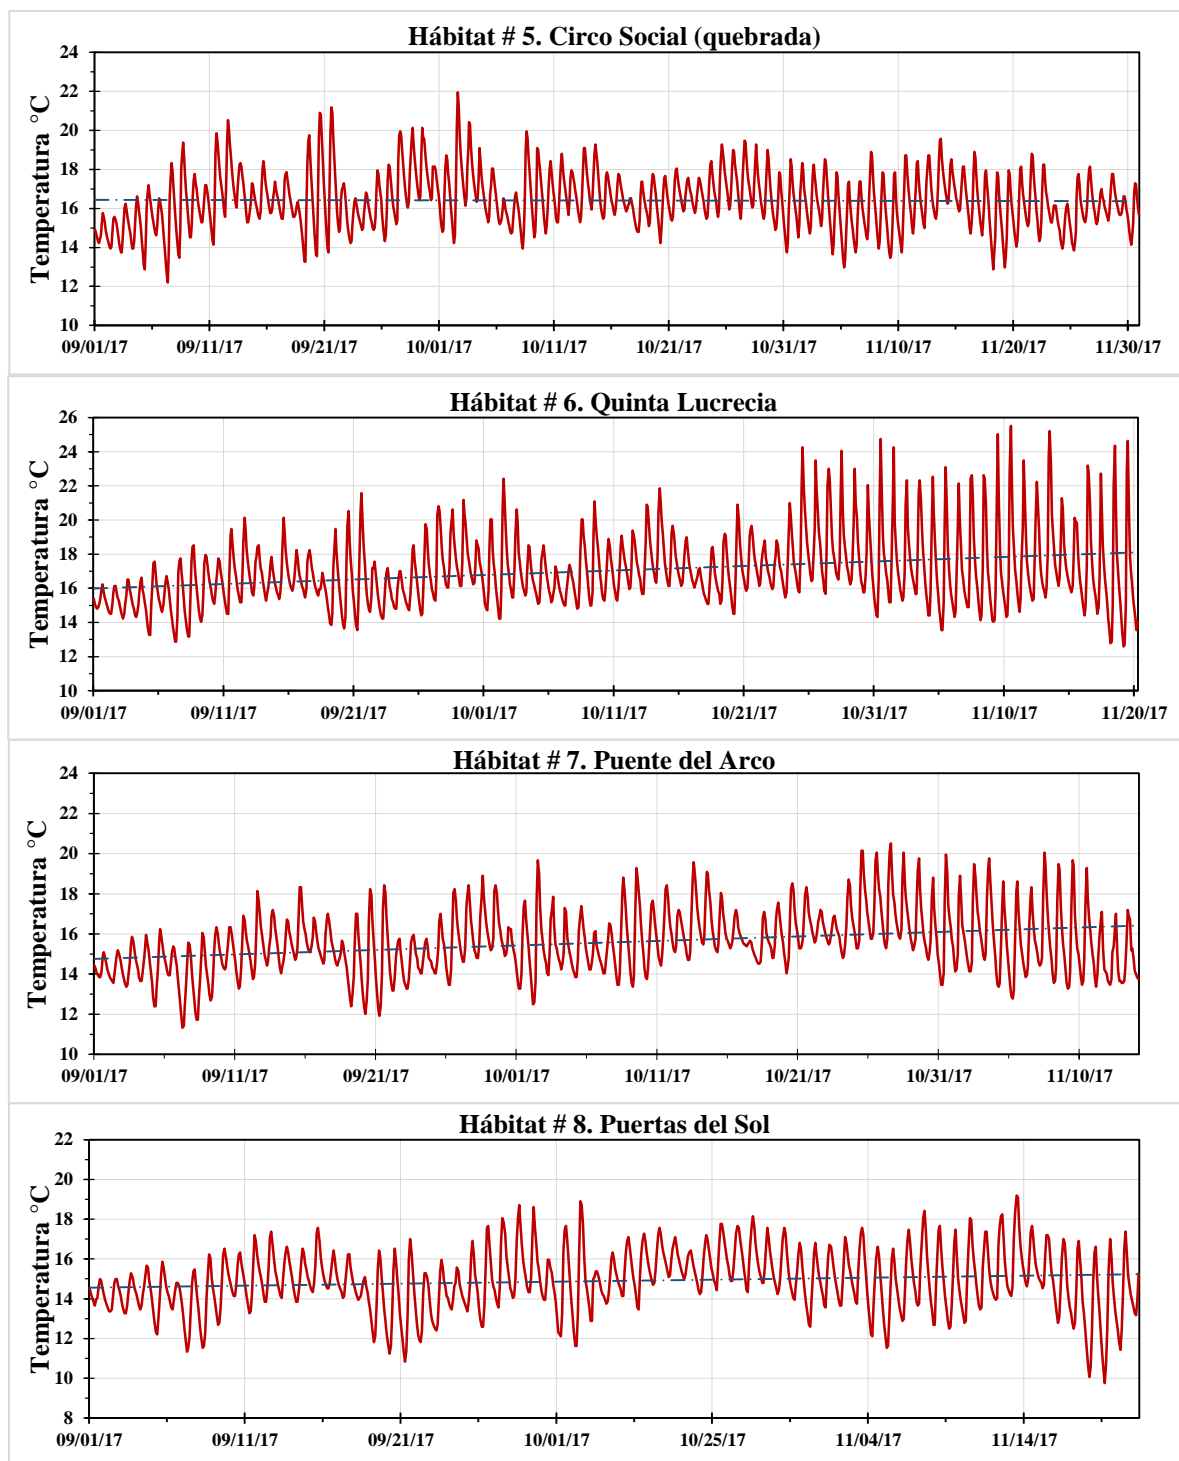 Hábitat # 5. Circo Social (quebrada)
Temperatura °C
24
22
20
18
16
14
12
10
09/01/17 09/11/17 09/21/17 10/01/17 10/11/17 10/21/17 10/31/17 11/10/17 11/20/17 11/30/17
Hábitat # 6. Quinta Lucrecia
Temperatura °C
26
24
22
20
18
16
14
12
10
09/01/17 09/11/17 09/21/17 10/01/17 10/11/17 10/21/17 10/31/17 11/10/17 11/20/17
Hábitat # 7. Puente del Arco
Temperatura °C
24
22
20
18
16
14
12
10
09/01/17 09/11/17 09/21/17 10/01/17 10/11/17 10/21/17 10/31/17 11/10/17
Hábitat # 8. Puertas del Sol
Temperatura °C
22
20
18
16
14
12
10
8
09/01/17 09/11/17 09/21/17 10/01/17 10/25/17 11/04/17 11/14/17